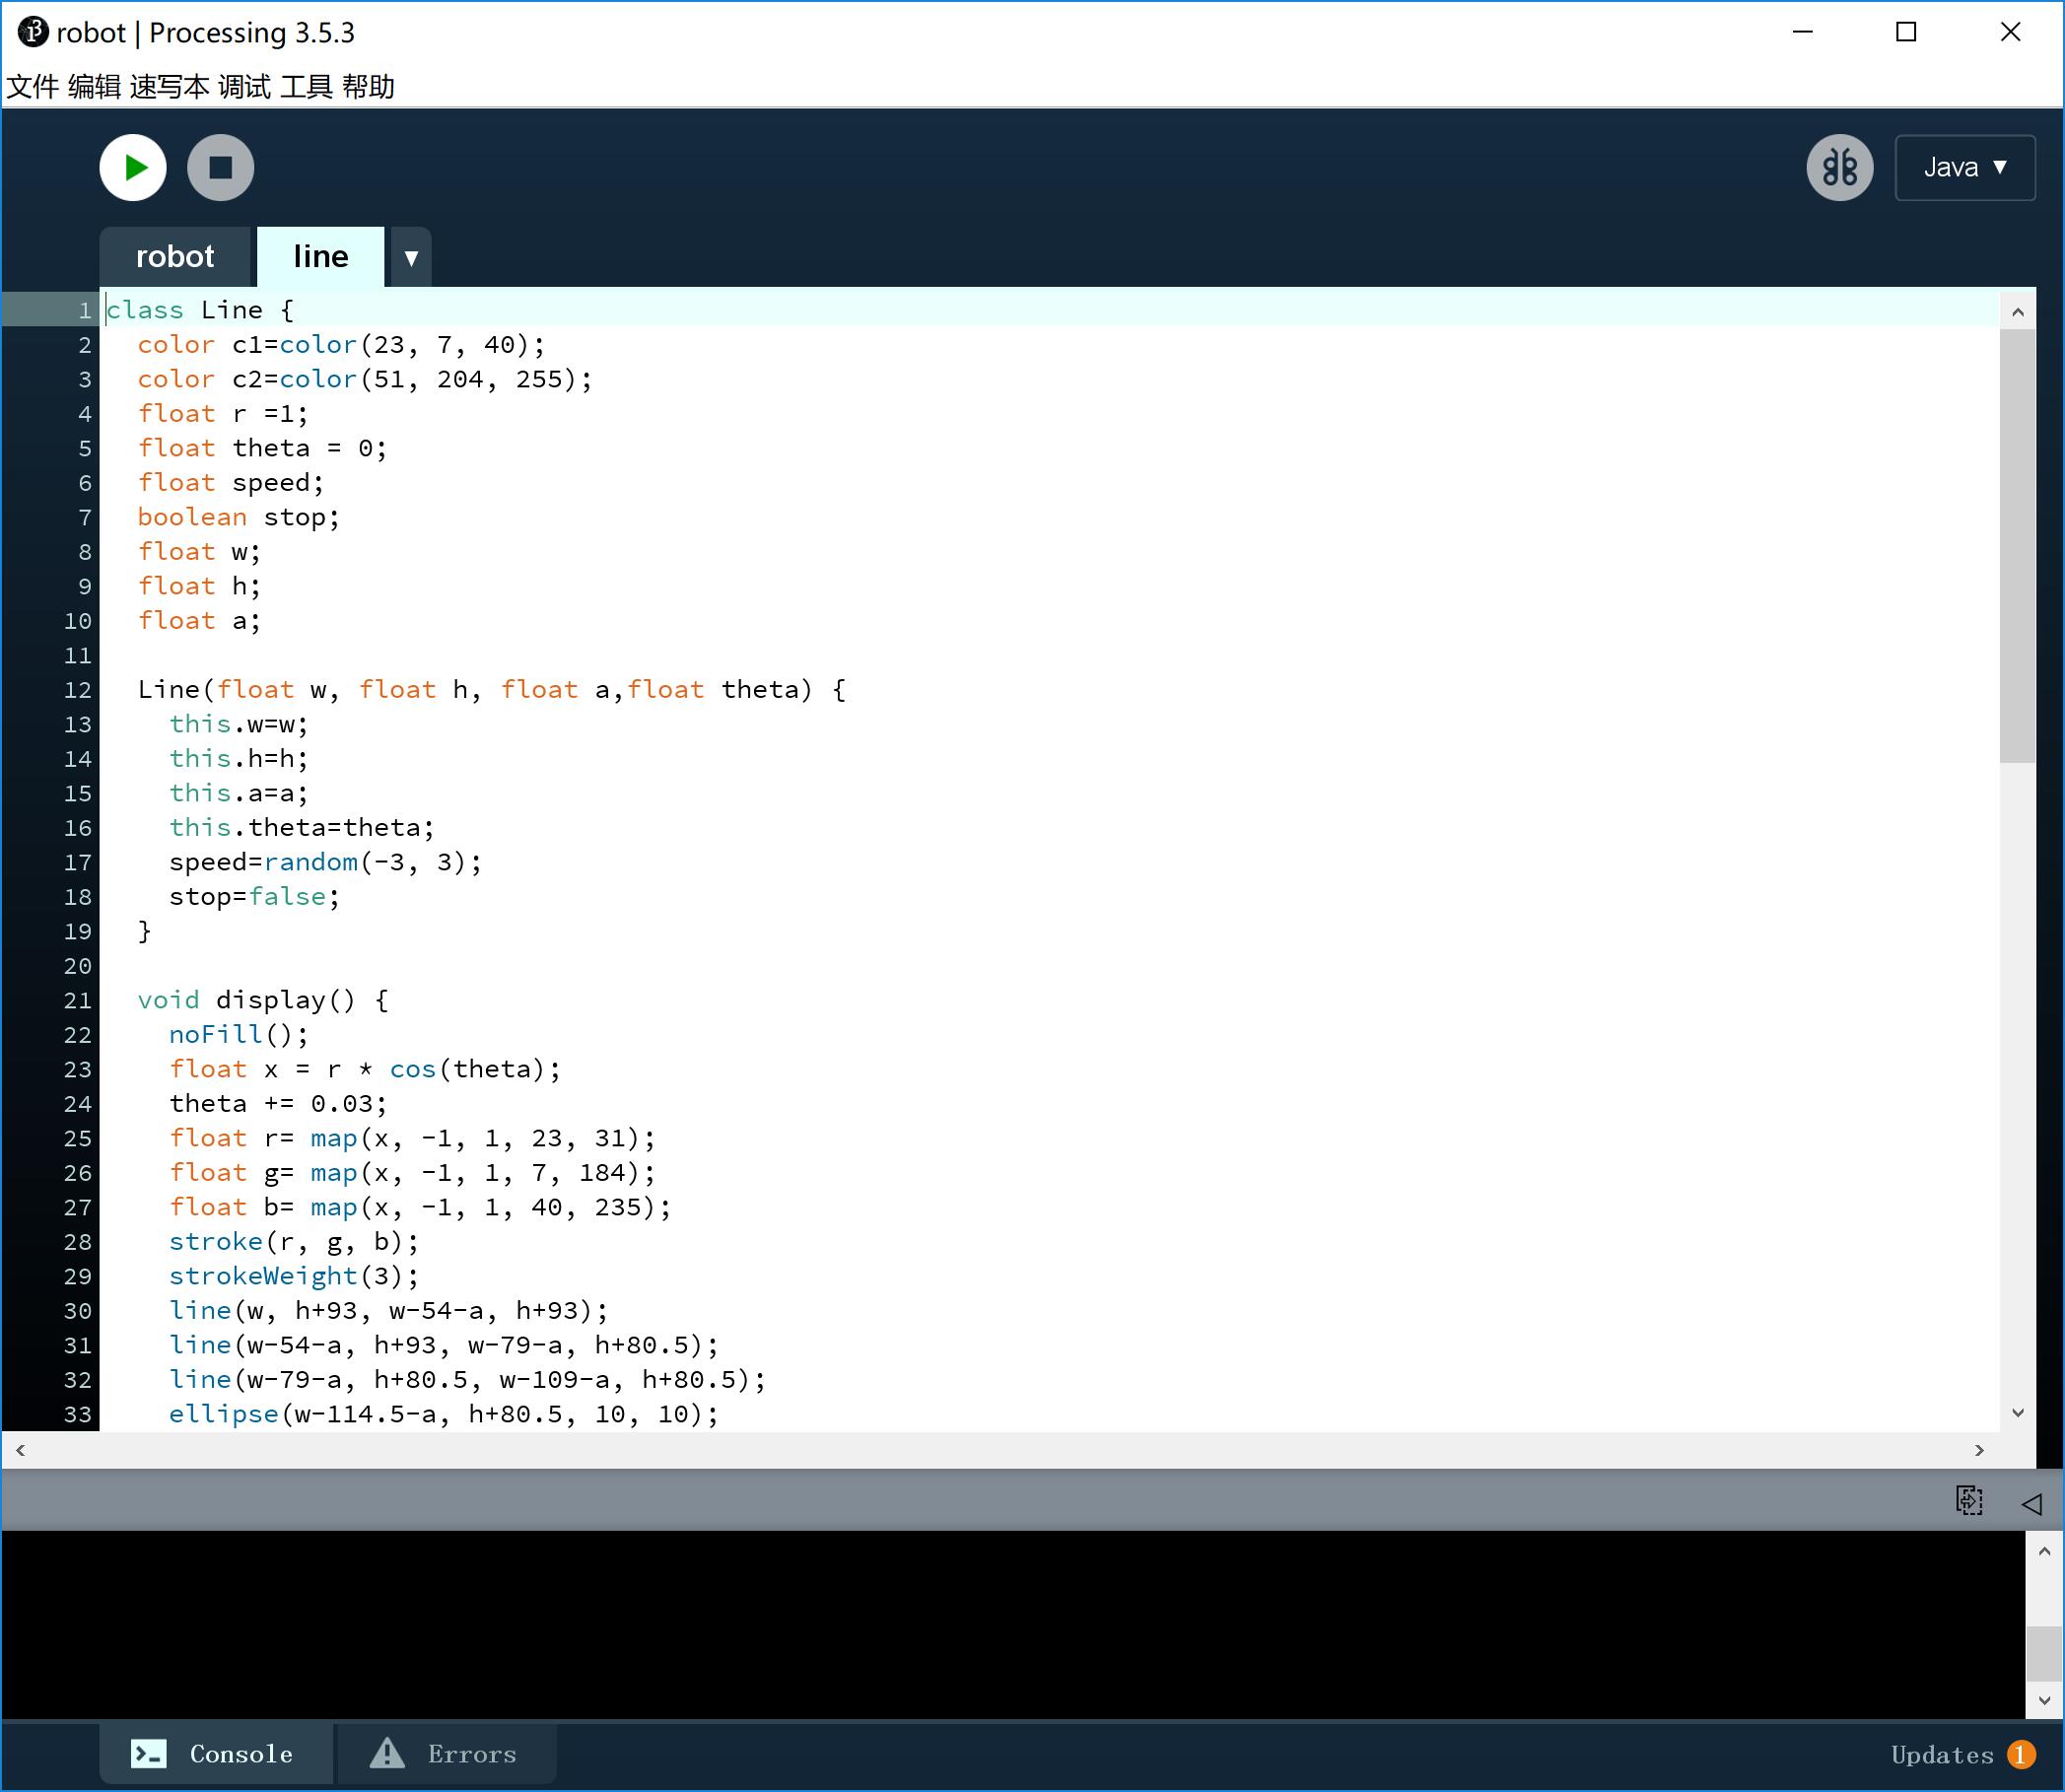 robot | Processing 3.5.3
文件 编辑 速写本 调试 工具 帮助
Java ▼
robot line ▼
1 class Line {
2   color c1=color(23, 7, 40);
3   color c2=color(51, 204, 255);
4   float r =1;
5   float theta = 0;
6   float speed;
7   boolean stop;
8   float w;
9   float h;
10   float a;
11
12   Line(float w, float h, float a,float theta) {
13     this.w=w;
14     this.h=h;
15     this.a=a;
16     this.theta=theta;
17     speed=random(-3, 3);
18     stop=false;
19   }
20
21   void display() {
22     noFill();
23     float x = r * cos(theta);
24     theta += 0.03;
25     float r= map(x, -1, 1, 23, 31);
26     float g= map(x, -1, 1, 7, 184);
27     float b= map(x, -1, 1, 40, 235);
28     stroke(r, g, b);
29     strokeWeight(3);
30     line(w, h+93, w-54-a, h+93);
31     line(w-54-a, h+93, w-79-a, h+80.5);
32     line(w-79-a, h+80.5, w-109-a, h+80.5);
33     ellipse(w-114.5-a, h+80.5, 10, 10);
Console Errors Updates 1